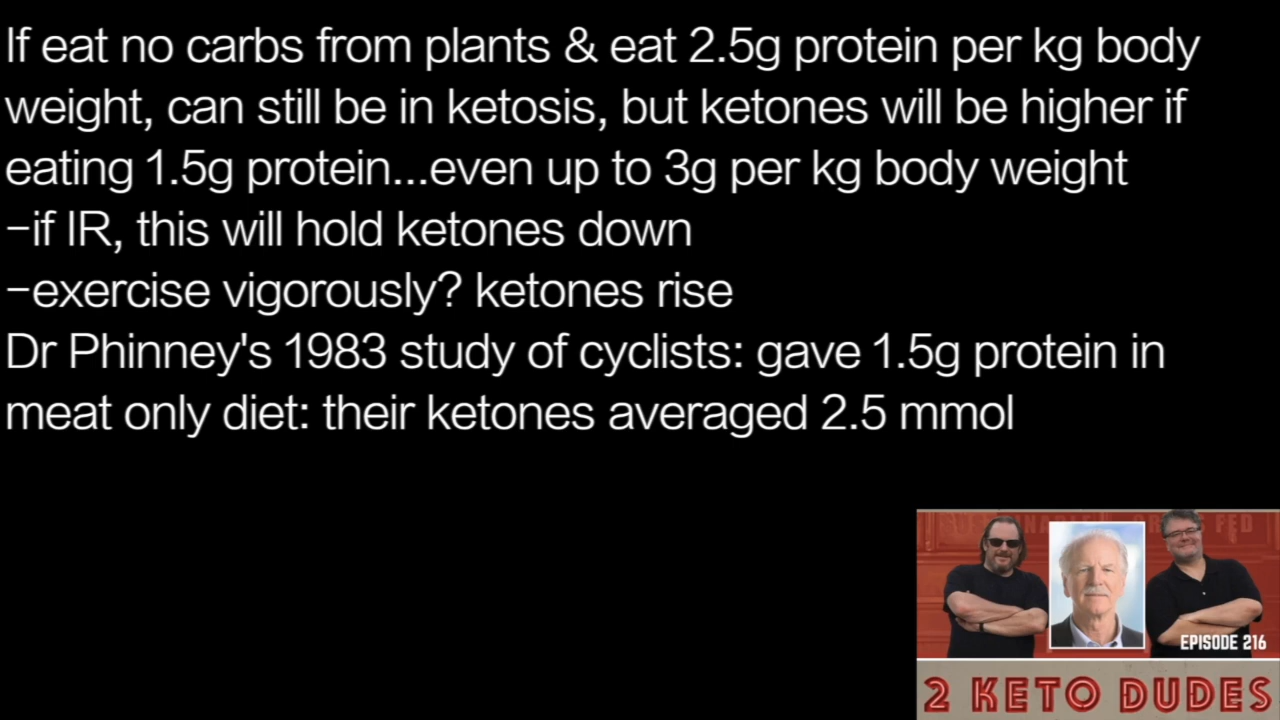 If eat no carbs from plants & eat 2.5g protein per kg body
weight, can still be in ketosis, but ketones will be higher if
eating 1.5g protein...even up to 3g per kg body weight
−if IR, this will hold ketones down
−exercise vigorously? ketones rise
Dr Phinney's 1983 study of cyclists: gave 1.5g protein in
meat only diet: their ketones averaged 2.5 mmol
FED
EPISODE 216
2 KETO DUDES